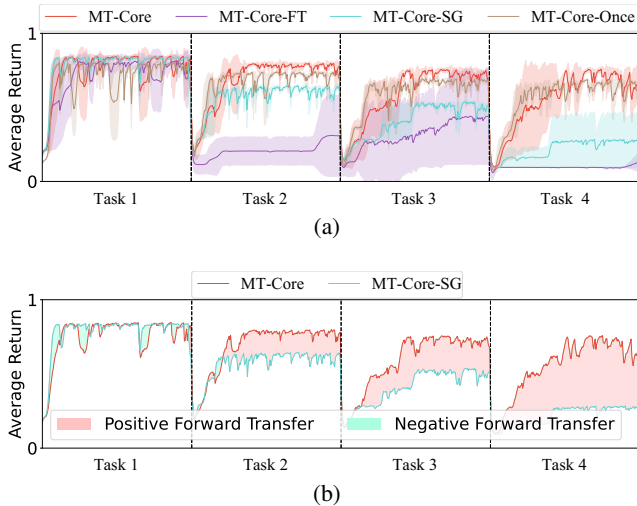 MT-Core MT-Core-FT MT-Core-SG MT-Core-Once
1
Average Return
0
Task 1 Task 2 Task 3 Task 4
(a)
MT-Core MT-Core-SG
1
Average Return
Positive Forward Transfer Negative Forward Transfer
0
Task 1 Task 2 Task 3 Task 4
(b)